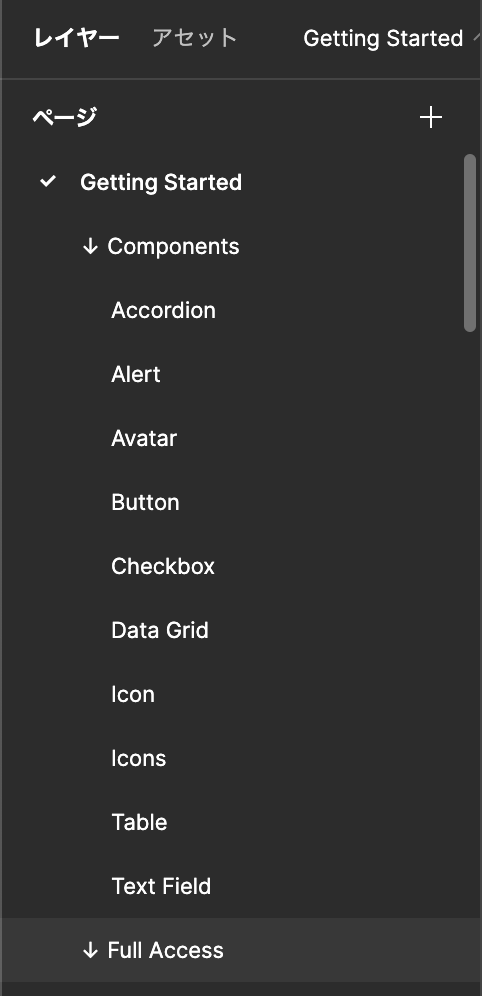 レイヤー アセット Getting Started
ページ
Getting Started
↓ Components
Accordion
Alert
Avatar
Button
Checkbox
Data Grid
Icon
Icons
Table
Text Field
↓ Full Access